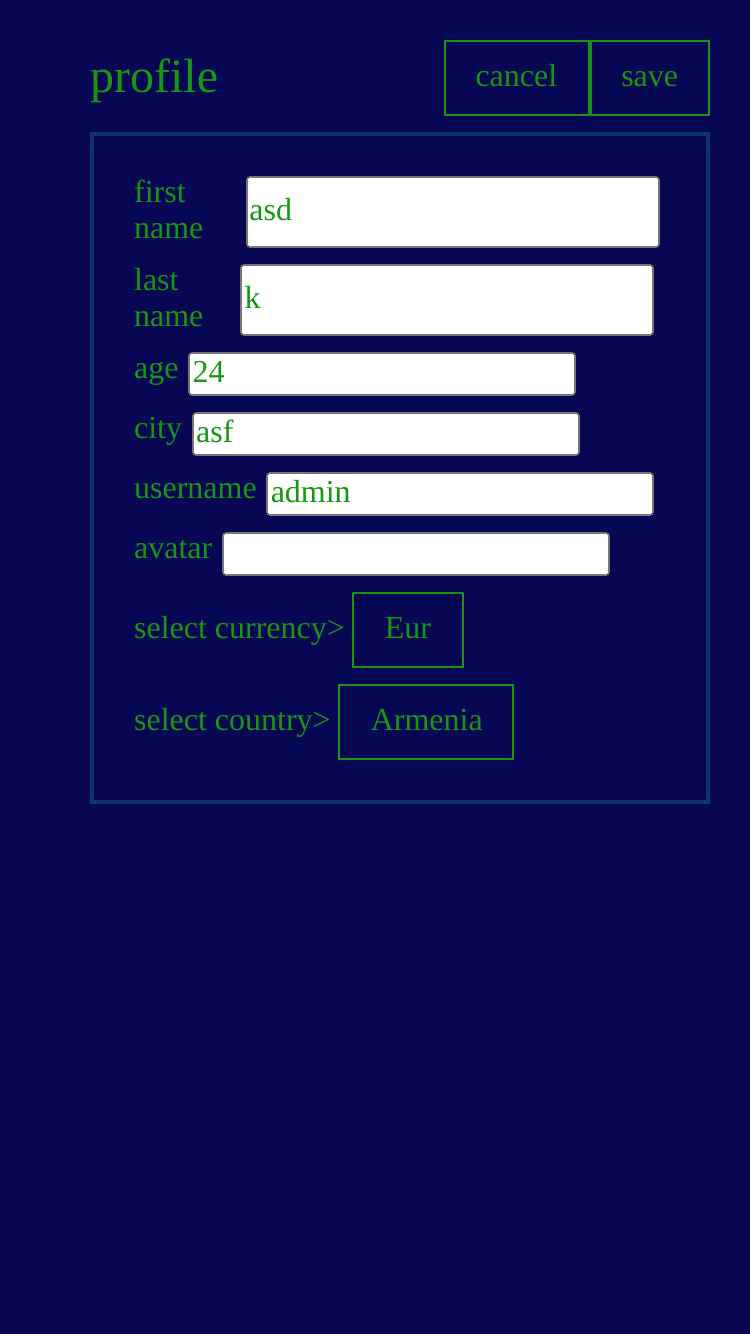 profile cancel save
first
name asd
last
name k
age 24
city asf
username admin
avatar
select currency> Eur
select country> Armenia